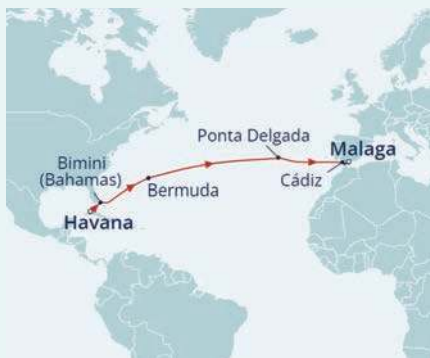 Ponta Delgada
Malaga
Bimini
(Bahamas)
Cádiz
Bermuda
Havana